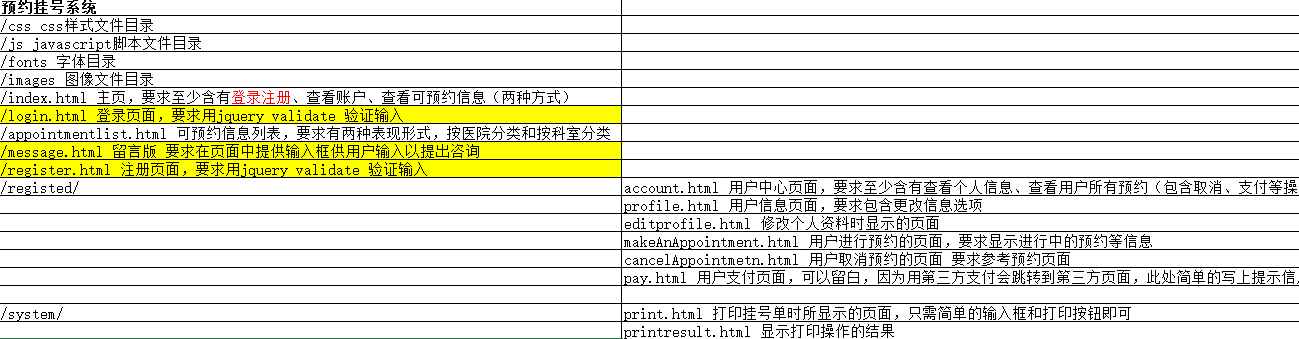 预约挂号系统
/css css样式文件目录
/js javascript脚本文件目录
/fonts 字体目录
/images 图像文件目录
/index.html 主页，要求至少含有登录注册、查看账户、查看可预约信息（两种方式）
/login.html 登录页面，要求用jquery validate 验证输入
/appointmentlist.html 可预约信息列表，要求有两种表现形式，按医院分类和按科室分类
/message.html 留言版 要求在页面中提供输入框供用户输入以提出咨询
/register.html 注册页面，要求用jquery validate 验证输入
/registed/ account.html 用户中心页面，要求至少含有查看个人信息、查看用户所有预约（包含取消、支付等操
profile.html 用户信息页面，要求包含更改信息选项
editprofile.html 修改个人资料时显示的页面
makeAnAppointment.html 用户进行预约的页面，要求显示进行中的预约等信息
cancelAppointmetn.html 用户取消预约的页面 要求参考预约页面
pay.html 用户支付页面，可以留白，因为用第三方支付会跳转到第三方页面，此处简单的写上提示信
/system/ print.html 打印挂号单时所显示的页面，只需简单的输入框和打印按钮即可
printresult.html 显示打印操作的结果